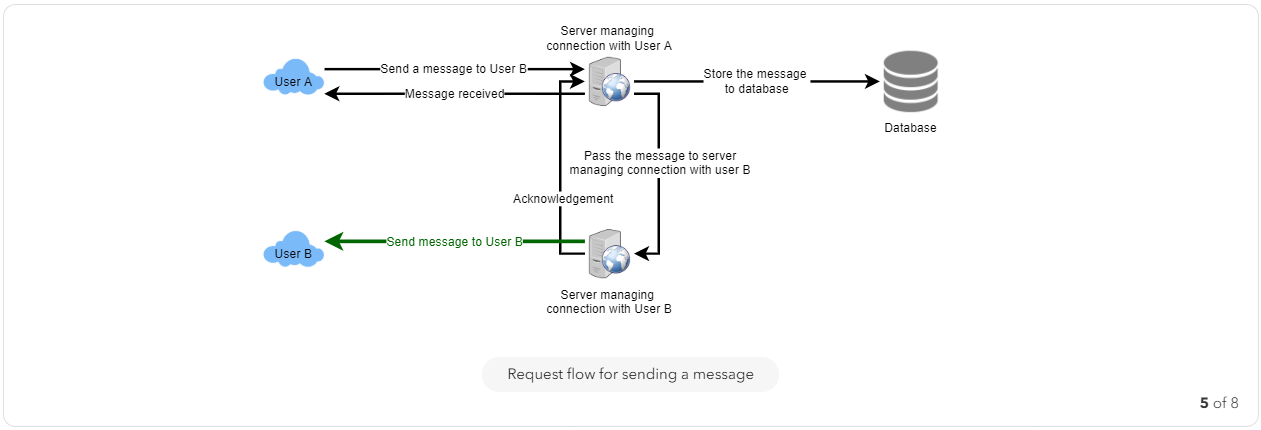 Server managing
connection with User A
User A
Send a message to User B
Message received
Store the message
to database
Database
Pass the message to server
managing connection with user B
Acknowledgement
User B
Send message to User B
Server managing
connection with User B
Request flow for sending a message
5 of 8